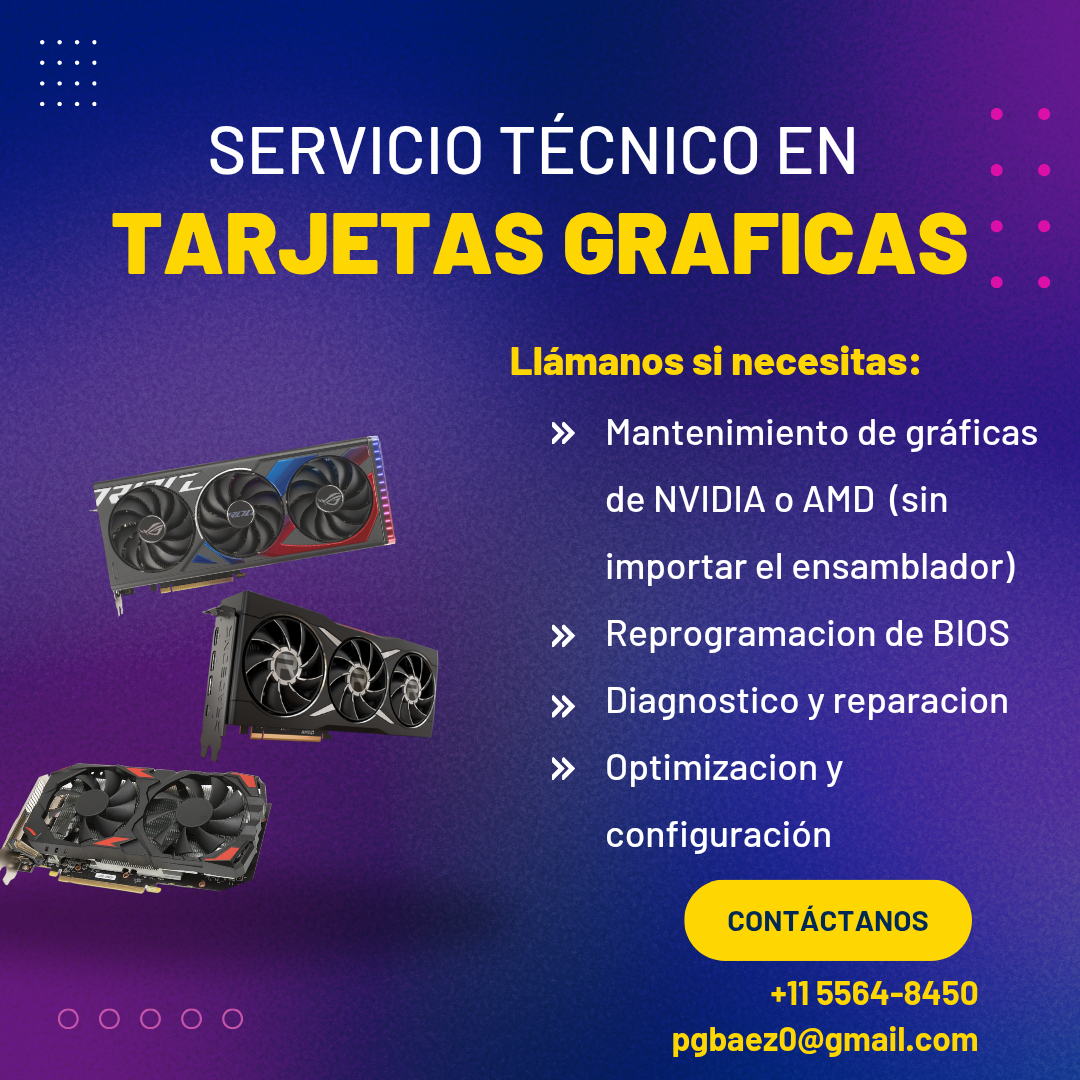 SERVICIO TÉCNICO EN
TARJETAS GRAFICAS
Llámanos si necesitas:
Mantenimiento de gráficas
de NVIDIA o AMD (sin
importar el ensamblador)
Reprogramacion de BIOS
Diagnostico y reparacion
Optimizacion y
configuración
CONTÁCTANOS
+11 5564-8450
pgbaez0@gmail.com